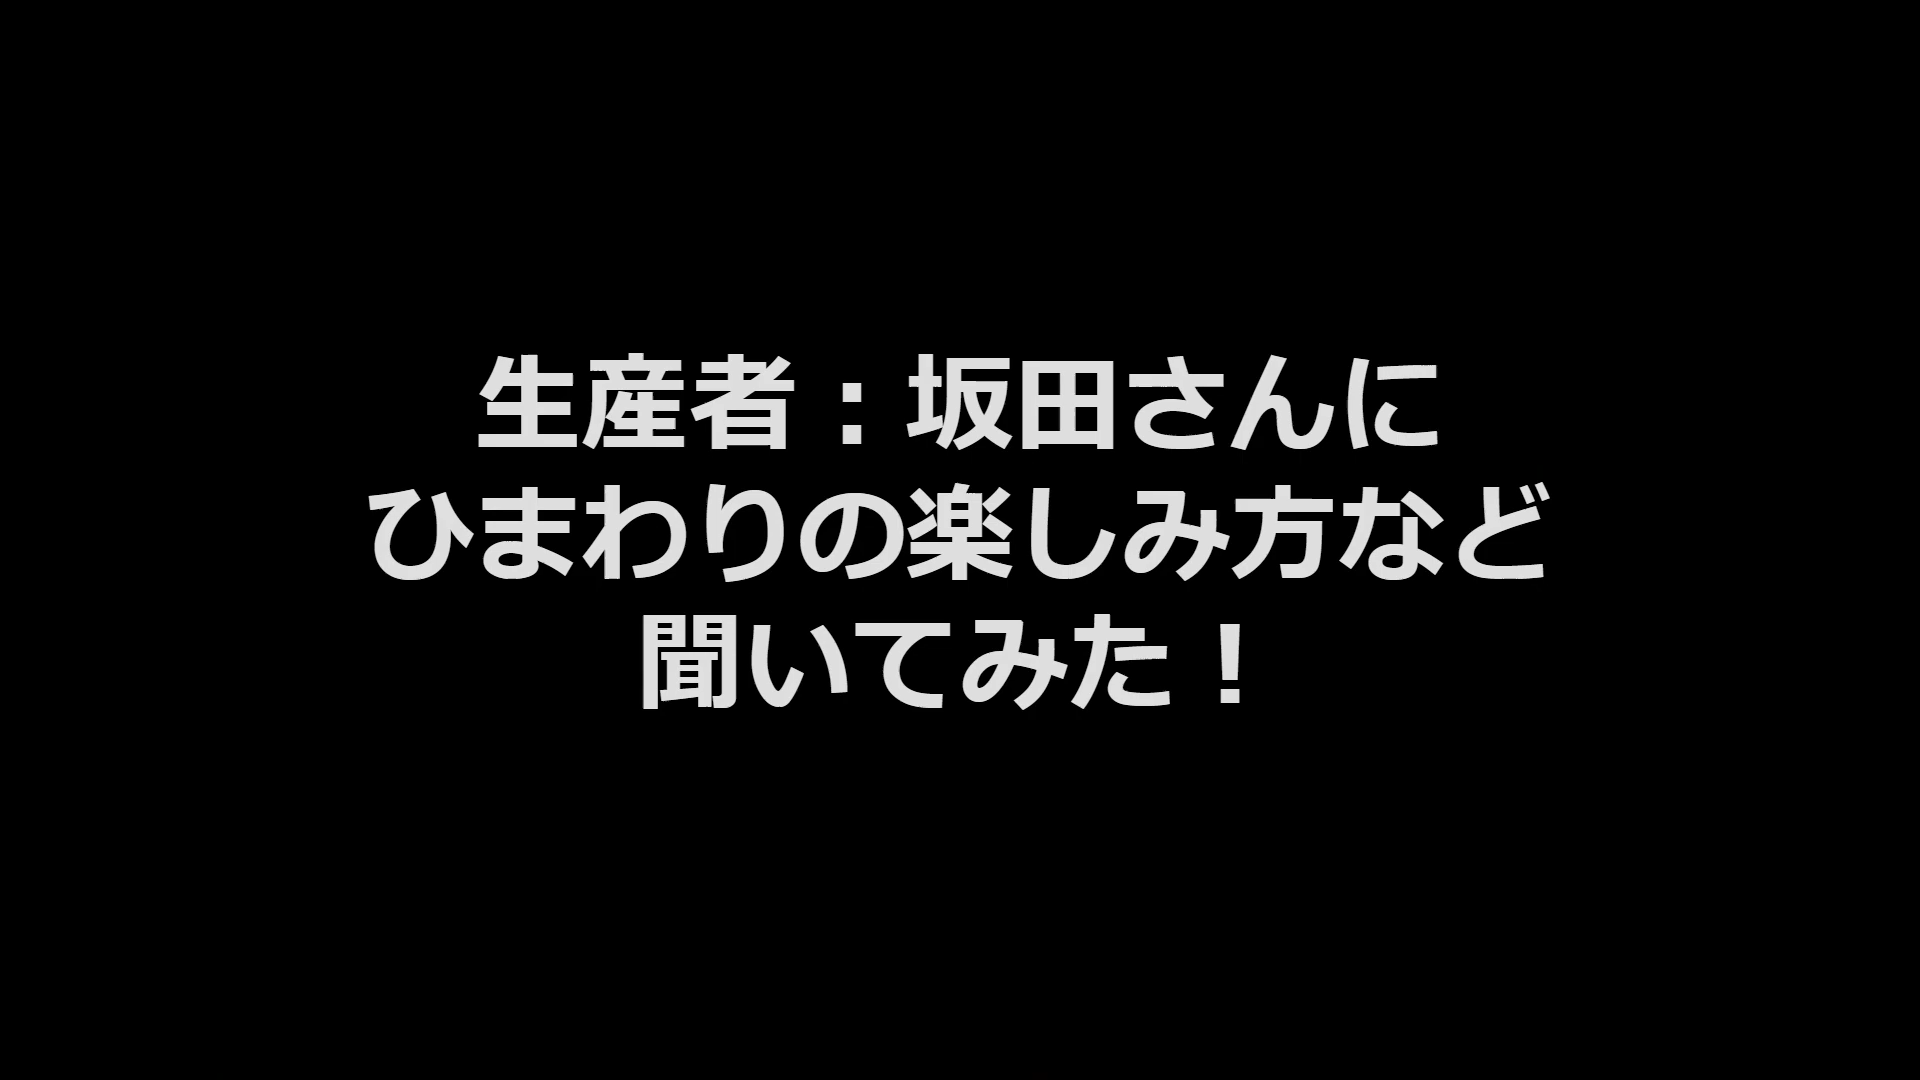 生産者：坂田さんに
ひまわりの楽しみ方など
聞いてみた！